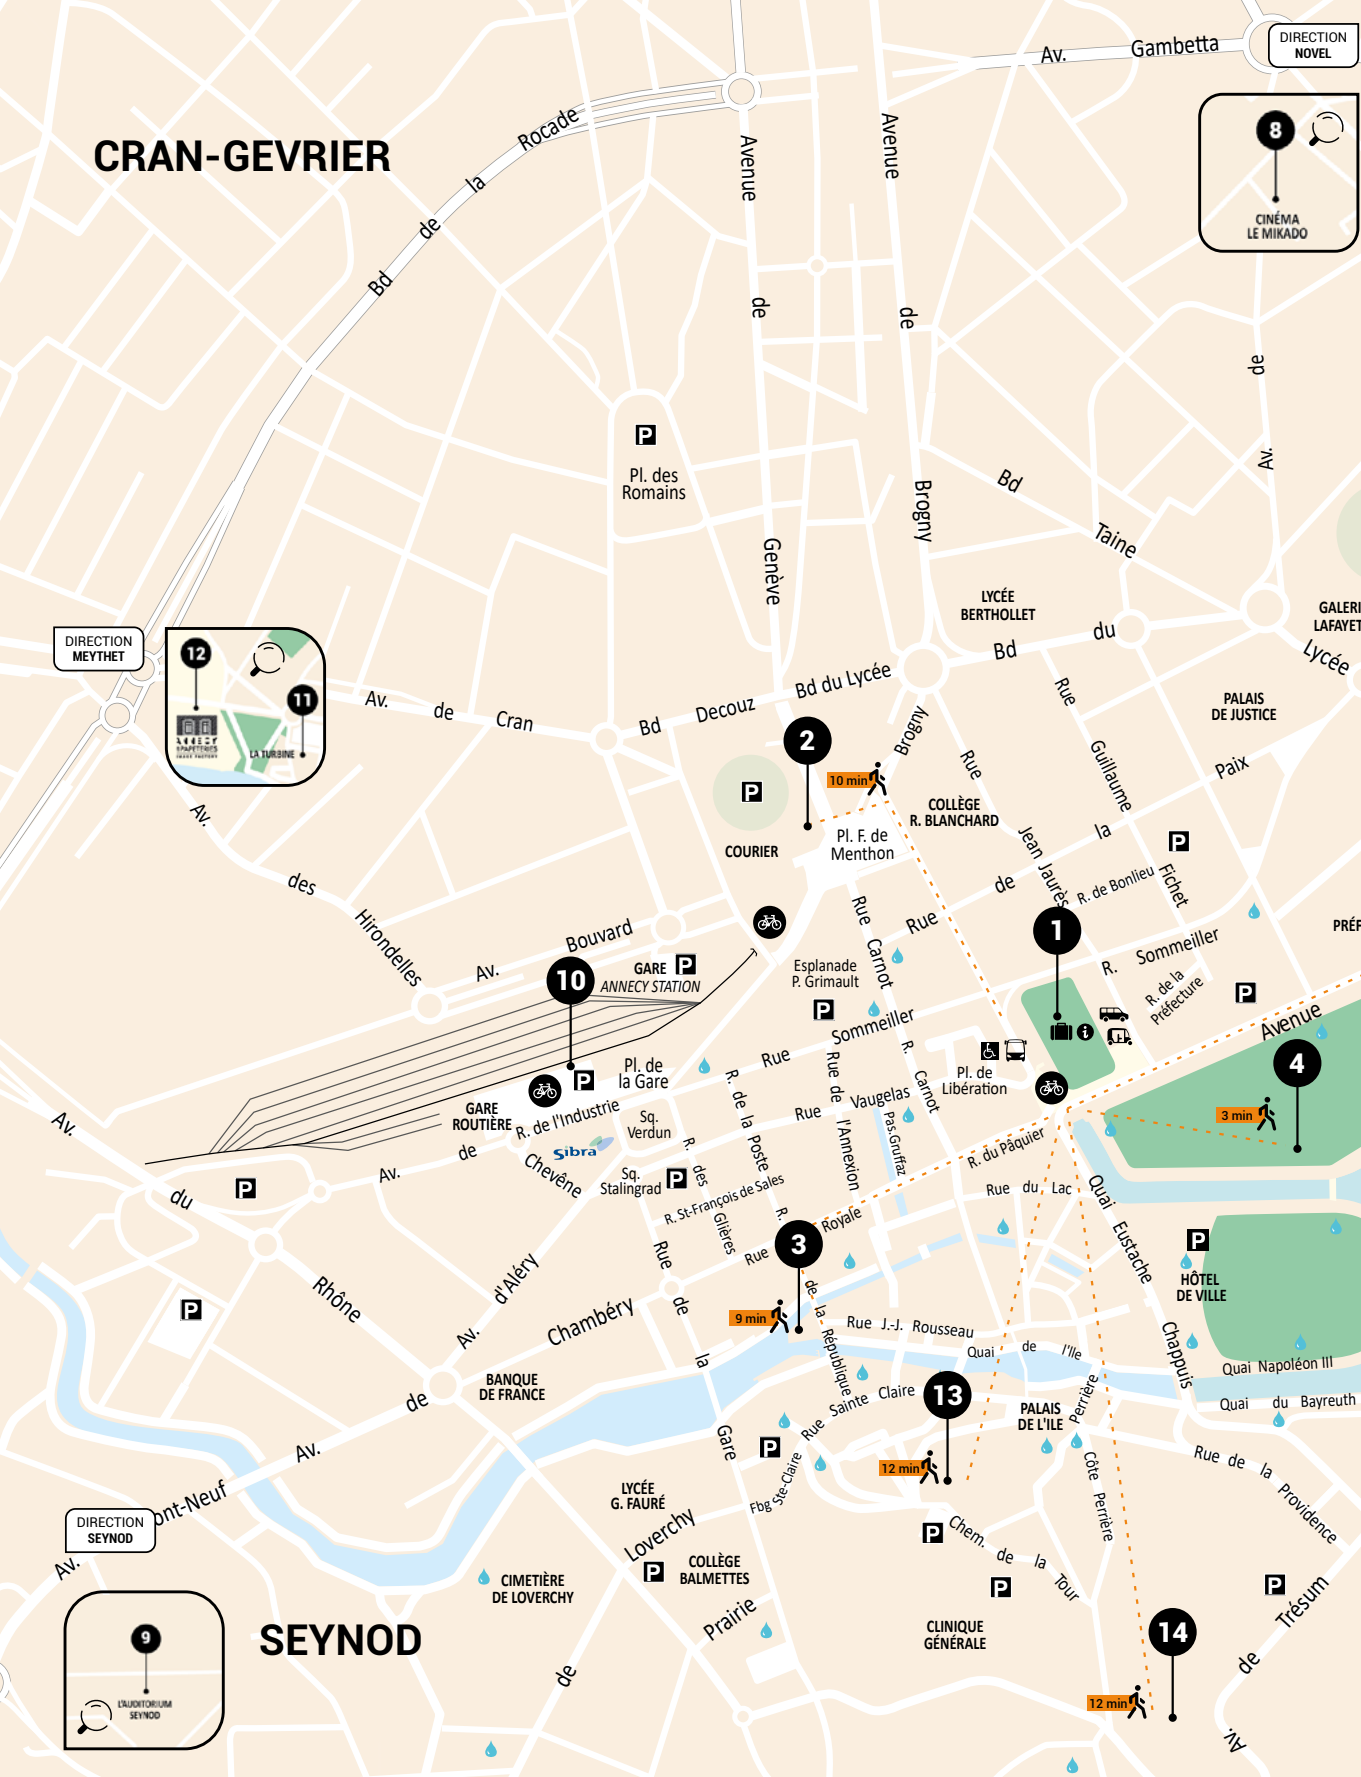 Av. Gambetta
DIRECTION
NOVEL
CRAN-GEVRIER
Bd de la Rocade
8
CINÉMA
LE MIKADO
Avenue de Genève
Avenue de Brogny
Av. de
P
Pl. des
Romains
Bd Taine
LYCÉE
BERTHOLLET
GALERI
LAFAYET
Bd du Lycée
DIRECTION
MEYTHET
12
11
ANNECY
PAPETERIES
IMAGE FACTORY
LA TURBINE
Av. de Cran
Bd Decouz
Bd du Lycée
PALAIS
DE JUSTICE
2
10 min
Brogny
Rue Jean Jaurès
Rue Guillaume Fichet
Rue de la Paix
P
COURIER
Pl. F. de
Menthon
COLLÈGE
R. BLANCHARD
P
R. de Bonlieu
Av. des Hirondelles
Av. Bouvard
Rue Carnot
1
PRÉF
10
GARE P
ANNECY STATION
Esplanade
P. Grimault
P
R. Sommeiller
R. de la
Préfecture
P
Rue Sommeiller
R. Carnot
Avenue
i
Pl. de
Libération
4
3 min
Pl. de
la Gare
P
GARE
ROUTIÈRE
R. de l'Industrie
Sibra
Sq.
Verdun
Sq.
Stalingrad
P
R. de la Poste
Rue de l'Annexion
Rue Vaugelas
Pas.Gruffaz
R. du Pâquier
Av. du Rhône
P
Av. de Chevêne
R. des Glières
R. St-François de Sales
Rue Royale
Rue du Lac
Quai Eustache Chappuis
3
9 min
R. de la République
P
HÔTEL
DE VILLE
P
Av. d'Aléry
Rue de la Gare
Rue J.-J. Rousseau
Quai de l'Ile
Quai Napoléon III
Quai du Bayreuth
Av. de Chambéry
BANQUE
DE FRANCE
13
12 min
Rue Sainte Claire
Fbg Ste-Claire
P
PALAIS
DE L'ILE
Perrière
Côte Perrière
Rue de la Providence
Av. ont-Neuf
DIRECTION
SEYNOD
LYCÉE
G. FAURÉ
Loverchy
P
COLLÈGE
BALMETTES
P
Chem. de la Tour
P
P
CIMETIÈRE
DE LOVERCHY
CLINIQUE
GÉNÉRALE
Prairie
de
14
12 min
Av. de Trésum
SEYNOD
9
L'AUDITORIUM
SEYNOD